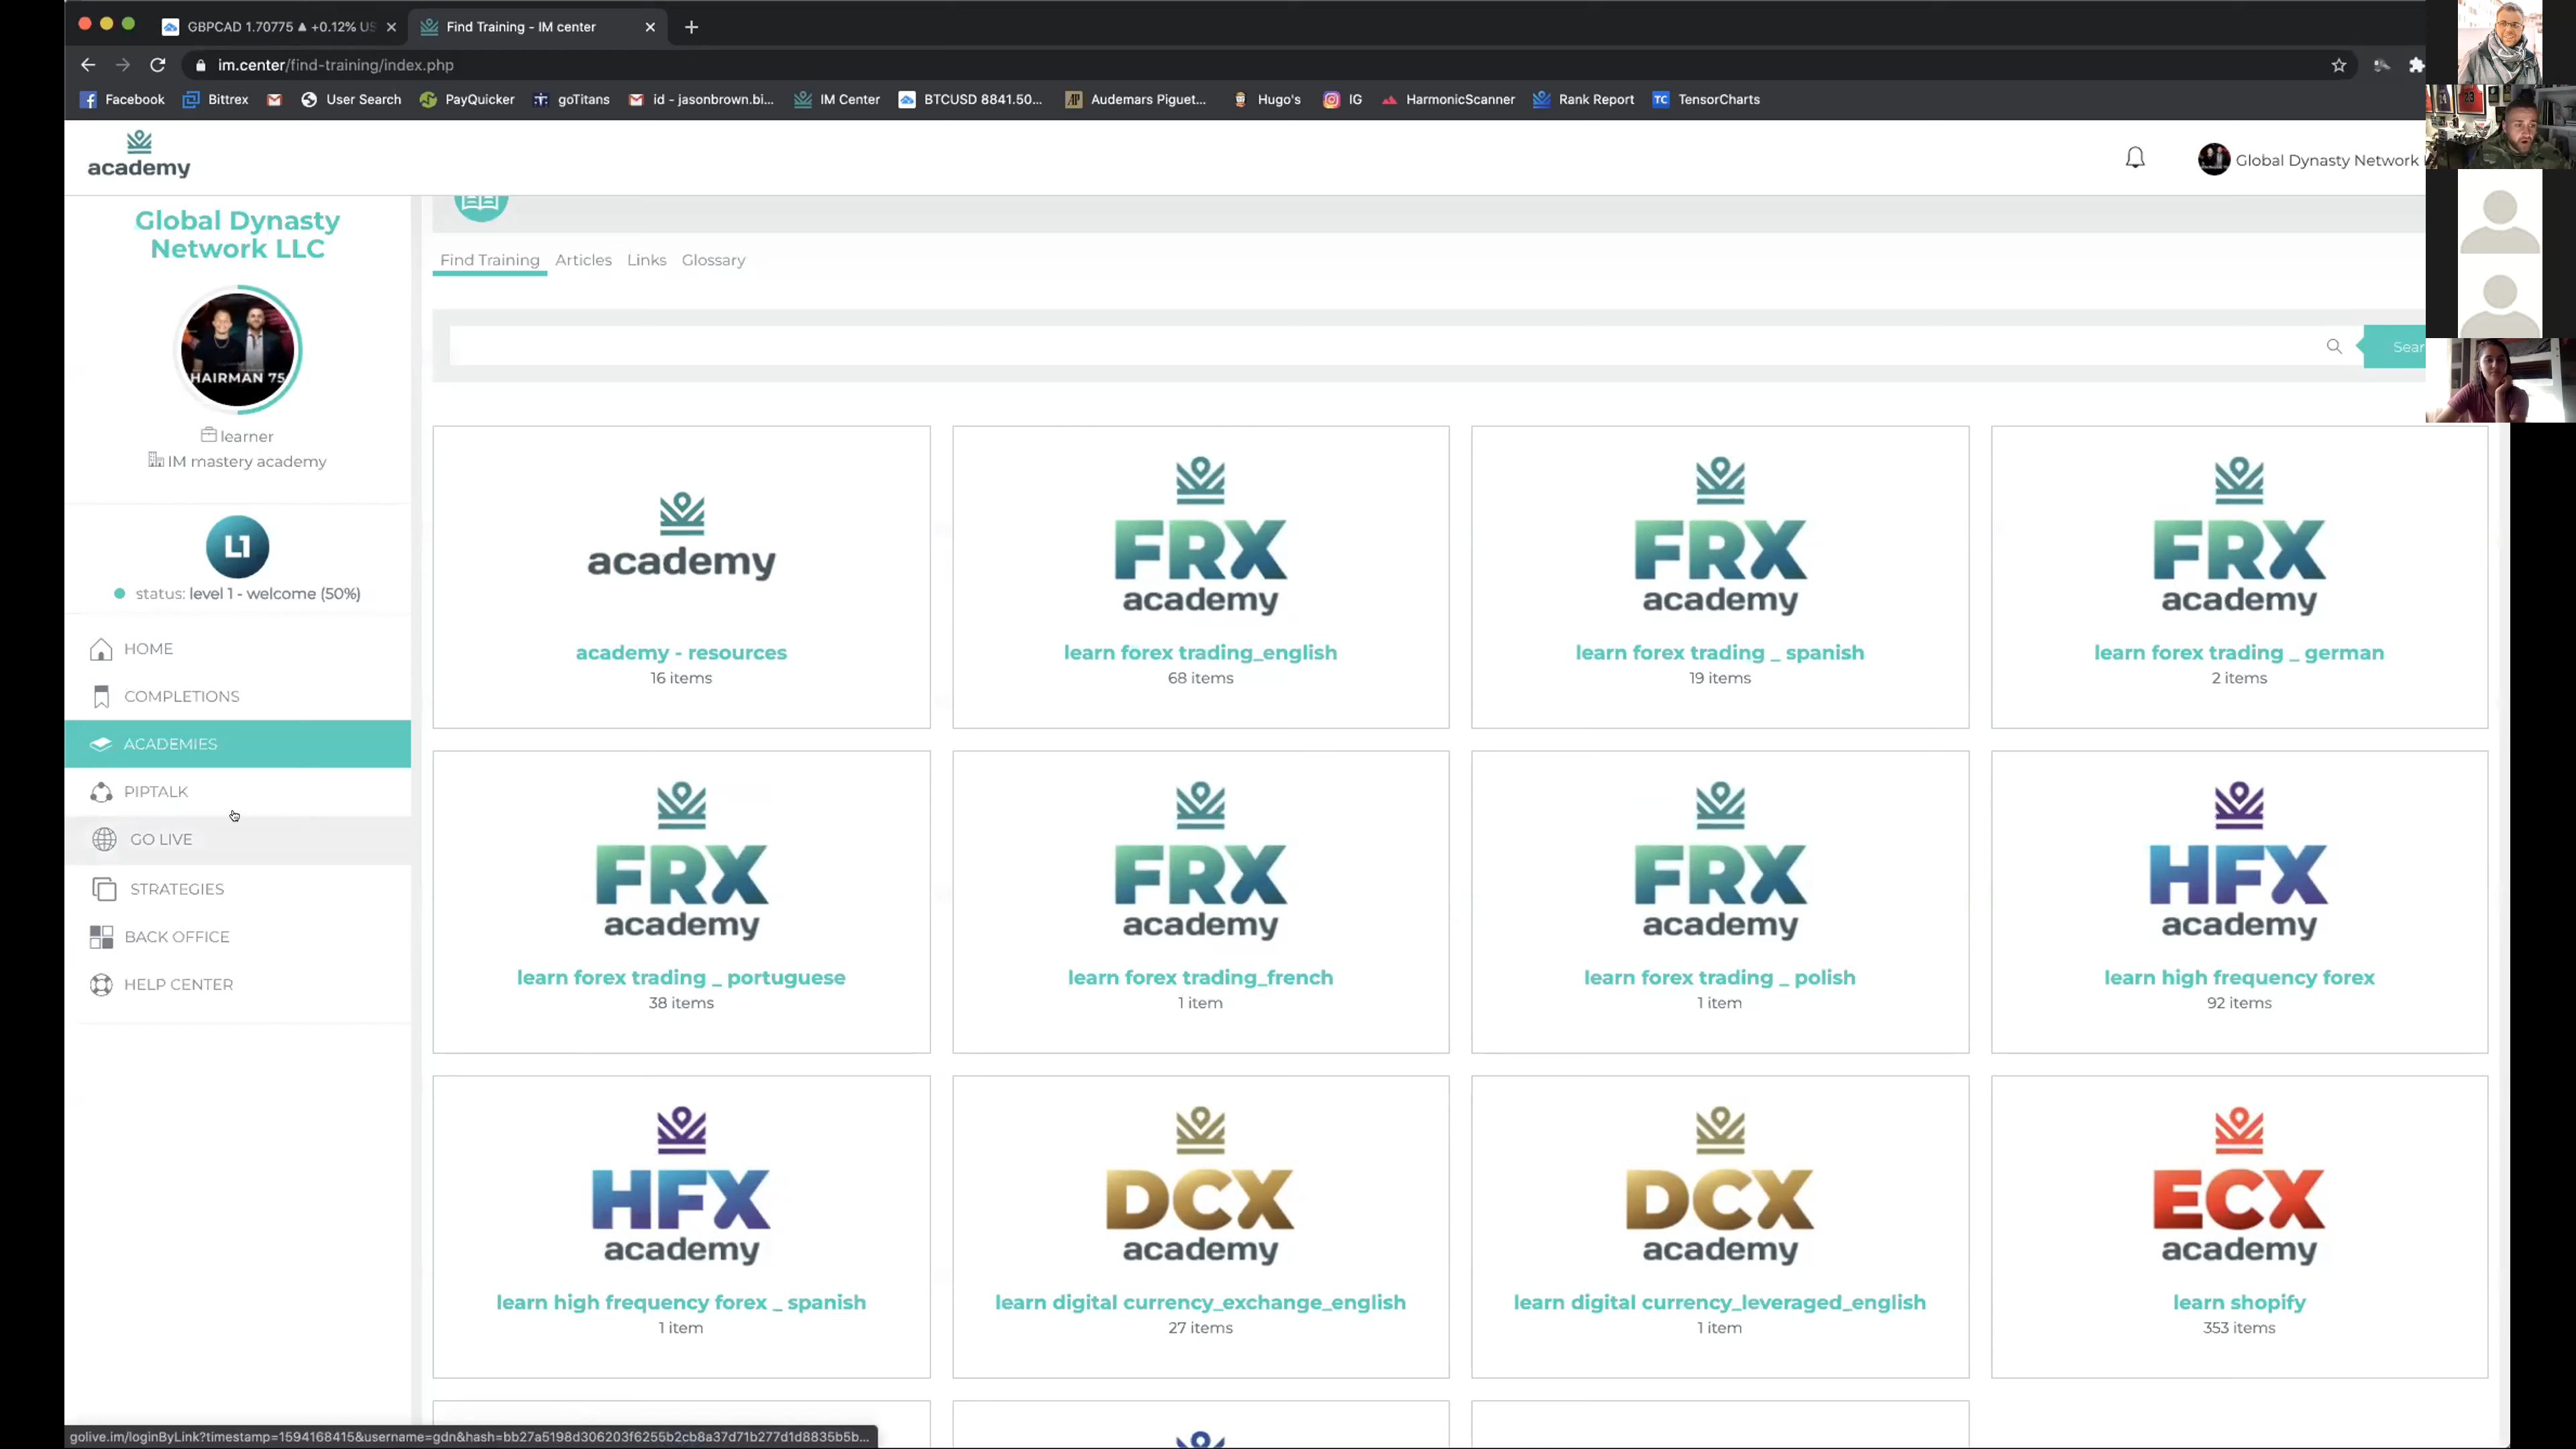 GBPCAD 1.70775 ▲ +0.12% US
Find Training - IM center
im.center/find-training/index.php
Facebook
Bittrex
User Search
PayQuicker
goTitans
id - jasonbrown.bi...
IM Center
BTCUSD 8841.50...
AP
Audemars Piguet...
Hugo's
IG
HarmonicScanner
Rank Report
TC
TensorCharts
academy
Global Dynasty Network
23
Global Dynasty
Network LLC
HAIRMAN 75
learner
IM mastery academy
L1
status: level 1 - welcome (50%)
HOME
COMPLETIONS
ACADEMIES
PIPTALK
GO LIVE
STRATEGIES
BACK OFFICE
HELP CENTER
Find Training
Articles
Links
Glossary
Sear
academy
academy - resources
16 items
FRX
academy
learn forex trading_english
68 items
FRX
academy
learn forex trading _ spanish
19 items
FRX
academy
learn forex trading _ german
2 items
FRX
academy
learn forex trading _ portuguese
38 items
FRX
academy
learn forex trading_french
1 item
FRX
academy
learn forex trading _ polish
1 item
HFX
academy
learn high frequency forex
92 items
HFX
academy
learn high frequency forex _ spanish
1 item
DCX
academy
learn digital currency_exchange_english
27 items
DCX
academy
learn digital currency_leveraged_english
1 item
ECX
academy
learn shopify
353 items
golive.im/loginByLink?timestamp=1594168415&username=gdn&hash=bb27a5198d306203f6255b2cb8a37d71b277d1d8835b5b...